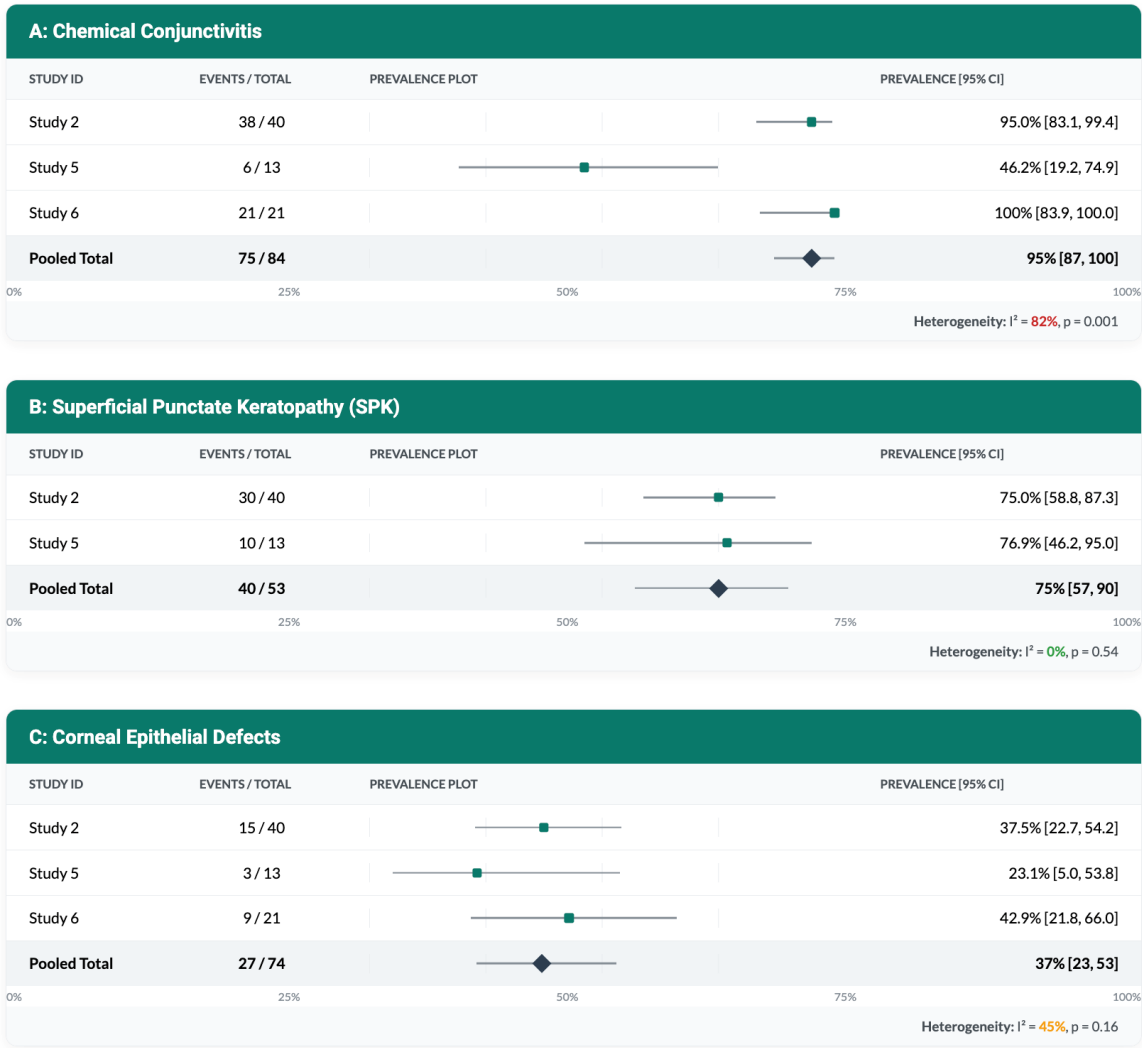 A: Chemical Conjunctivitis
STUDY ID EVENTS / TOTAL PREVALENCE PLOT PREVALENCE [95% CI]
Study 2 38 / 40 95.0% [83.1, 99.4]
Study 5 6 / 13 46.2% [19.2, 74.9]
Study 6 21 / 21 100% [83.9, 100.0]
Pooled Total 75 / 84 95% [87, 100]
0% 25% 50% 75% 100%
Heterogeneity: I² = 82%, p = 0.001
B: Superficial Punctate Keratopathy (SPK)
STUDY ID EVENTS / TOTAL PREVALENCE PLOT PREVALENCE [95% CI]
Study 2 30 / 40 75.0% [58.8, 87.3]
Study 5 10 / 13 76.9% [46.2, 95.0]
Pooled Total 40 / 53 75% [57, 90]
0% 25% 50% 75% 100%
Heterogeneity: I² = 0%, p = 0.54
C: Corneal Epithelial Defects
STUDY ID EVENTS / TOTAL PREVALENCE PLOT PREVALENCE [95% CI]
Study 2 15 / 40 37.5% [22.7, 54.2]
Study 5 3 / 13 23.1% [5.0, 53.8]
Study 6 9 / 21 42.9% [21.8, 66.0]
Pooled Total 27 / 74 37% [23, 53]
0% 25% 50% 75% 100%
Heterogeneity: I² = 45%, p = 0.16